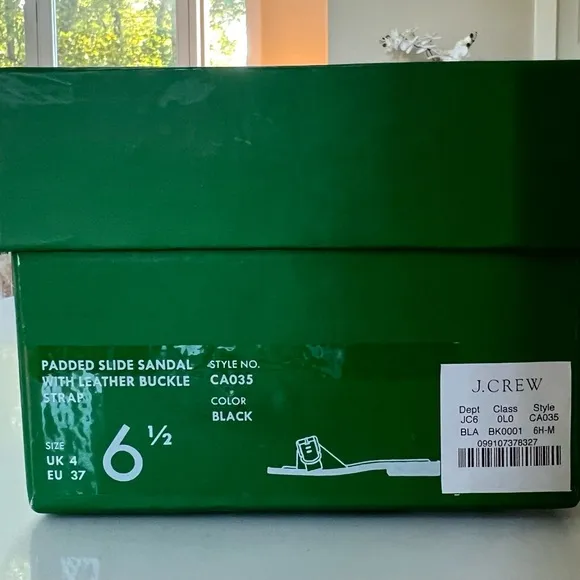 PADDED SLIDE SANDAL
WITH LEATHER BUCKLE
STRAP
STYLE NO.
CA035
COLOR
BLACK
SIZE
UK 4
EU 37
6 ½
J.CREW
Dept Class Style
JC6 0L0 CA035
BLA BK0001 6H-M
099107378327